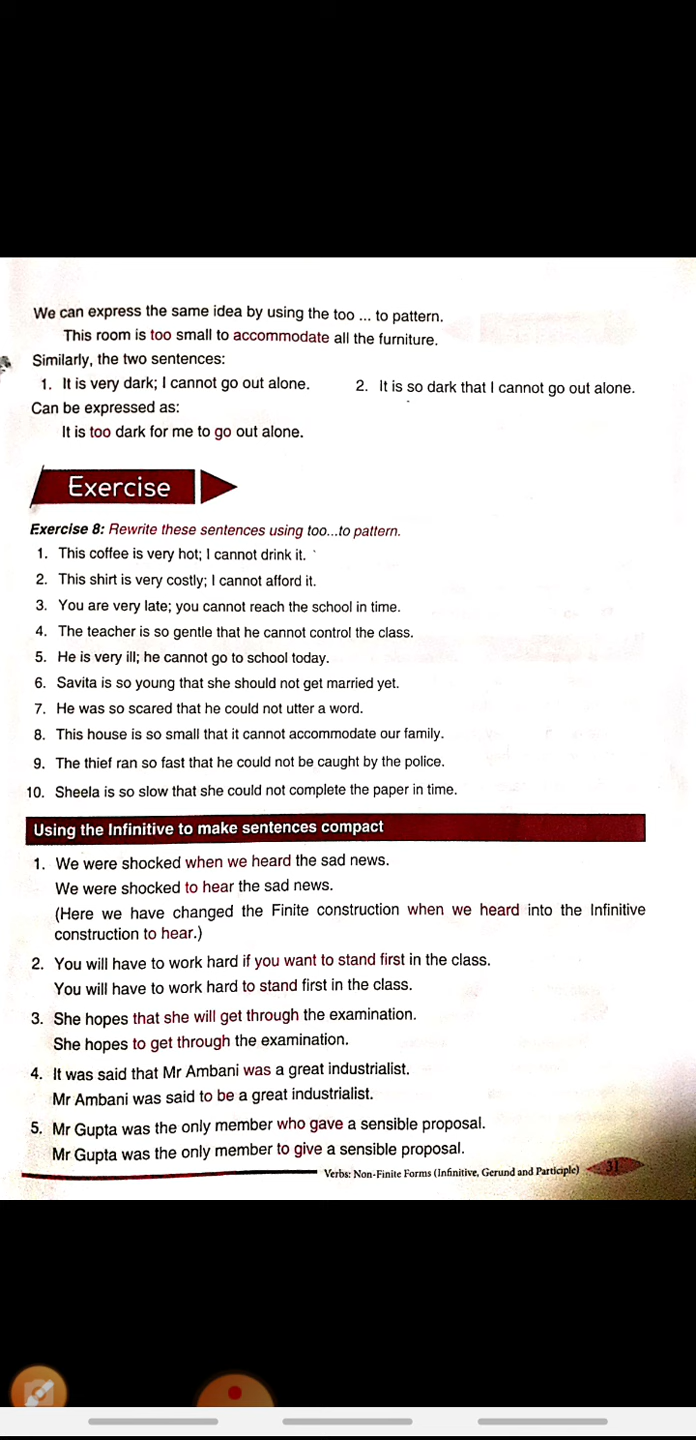 We can express the same idea by using the too ... to pattern.
This room is too small to accommodate all the furniture.
Similarly, the two sentences:
1. It is very dark; I cannot go out alone. 2. It is so dark that I cannot go out alone.
Can be expressed as:
It is too dark for me to go out alone.
Exercise
Exercise 8: Rewrite these sentences using too...to pattern.
1. This coffee is very hot; I cannot drink it.
2. This shirt is very costly; I cannot afford it.
3. You are very late; you cannot reach the school in time.
4. The teacher is so gentle that he cannot control the class.
5. He is very ill; he cannot go to school today.
6. Savita is so young that she should not get married yet.
7. He was so scared that he could not utter a word.
8. This house is so small that it cannot accommodate our family.
9. The thief ran so fast that he could not be caught by the police.
10. Sheela is so slow that she could not complete the paper in time.
Using the Infinitive to make sentences compact
1. We were shocked when we heard the sad news.
We were shocked to hear the sad news.
(Here we have changed the Finite construction when we heard into the Infinitive
construction to hear.)
2. You will have to work hard if you want to stand first in the class.
You will have to work hard to stand first in the class.
3. She hopes that she will get through the examination.
She hopes to get through the examination.
4. It was said that Mr Ambani was a great industrialist.
Mr Ambani was said to be a great industrialist.
5. Mr Gupta was the only member who gave a sensible proposal.
Mr Gupta was the only member to give a sensible proposal.
Verbs: Non-Finite Forms (Infinitive, Gerund and Participle) 31